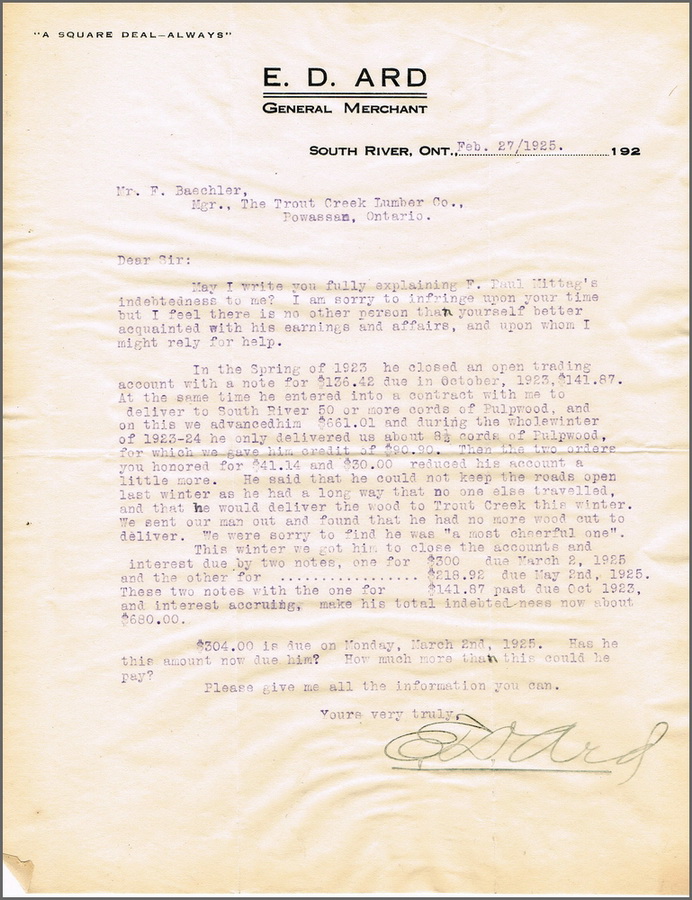 "A SQUARE DEAL—ALWAYS"
E. D. ARD
GENERAL MERCHANT
SOUTH RIVER, ONT., Feb. 27/1925. 192
Mr. F. Baechler,
Mgr., The Trout Creek Lumber Co.,
Powassan, Ontario.
Dear Sir:
May I write you fully explaining F. Paul Mittag's
indebtedness to me? I am sorry to infringe upon your time
but I feel there is no other person than yourself better
acquainted with his earnings and affairs, and upon whom I
might rely for help.
In the Spring of 1923 he closed an open trading
account with a note for $136.42 due in October, 1923,$141.87.
At the same time he entered into a contract with me to
deliver to South River 50 or more cords of Pulpwood, and
on this we advancedhim $661.01 and during the wholewinter
of 1923-24 he only delivered us about 8½ cords of Pulpwood,
for which we gave him credit of $90.90. Then the two orders
you honored for $41.14 and $30.00 reduced his account a
little more. He said that he could not keep the roads open
last winter as he had a long way that no one else travelled,
and that he would deliver the wood to Trout Creek this winter.
We sent our man out and found that he had no more wood cut to
deliver. We were sorry to find he was "a most cheerful one".
This winter we got him to close the accounts and
interest due by two notes, one for $300 due March 2, 1925
and the other for ................. $218.92 due May 2nd, 1925.
These two notes with the one for $141.87 past due Oct 1923,
and interest accruing, make his total indebted-ness now about
$680.00.
$304.00 is due on Monday, March 2nd, 1925. Has he
this amount now due him? How much more than this could he
pay?
Please give me all the information you can.
Yours very truly,
E.D. Ard